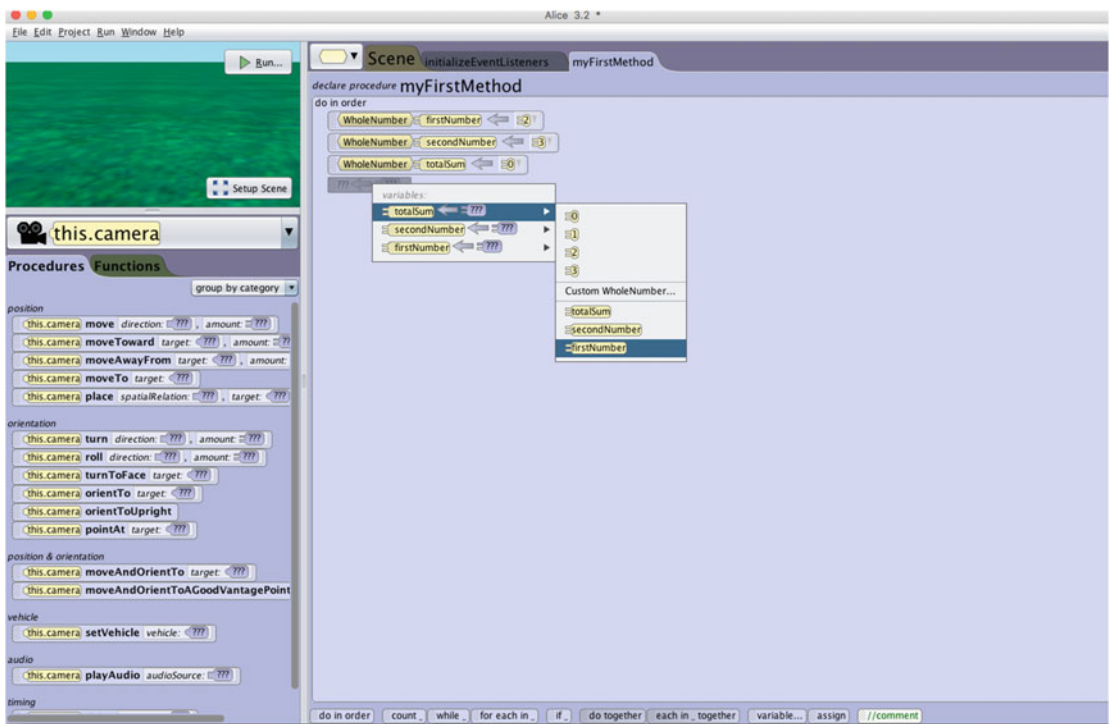 Alice 3.2 *
File Edit Project Run Window Help
Run...
Setup Scene
this.camera
Procedures Functions
group by category
position
this.camera move direction: ??? , amount: ???
this.camera moveToward target: ??? , amount: ??
this.camera moveAwayFrom target: ??? , amount:
this.camera moveTo target: ???
this.camera place spatialRelation: ??? , target: ???
orientation
this.camera turn direction: ??? , amount: ???
this.camera roll direction: ??? , amount: ???
this.camera turnToFace target: ???
this.camera orientTo target: ???
this.camera orientToUpright
this.camera pointAt target: ???
position & orientation
this.camera moveAndOrientTo target: ???
this.camera moveAndOrientToAGoodVantagePoint
vehicle
this.camera setVehicle vehicle: ???
audio
this.camera playAudio audioSource: ???
timing
Scene initializeEventListeners myFirstMethod
declare procedure myFirstMethod
do in order
WholeNumber firstNumber 2
WholeNumber secondNumber 3
WholeNumber totalSum 0
??? ???
variables:
totalSum ???
secondNumber ???
firstNumber ???
0
1
2
3
Custom WholeNumber...
totalSum
secondNumber
firstNumber
do in order count _ while _ for each in _ if _ do together each in _ together variable... assign //comment